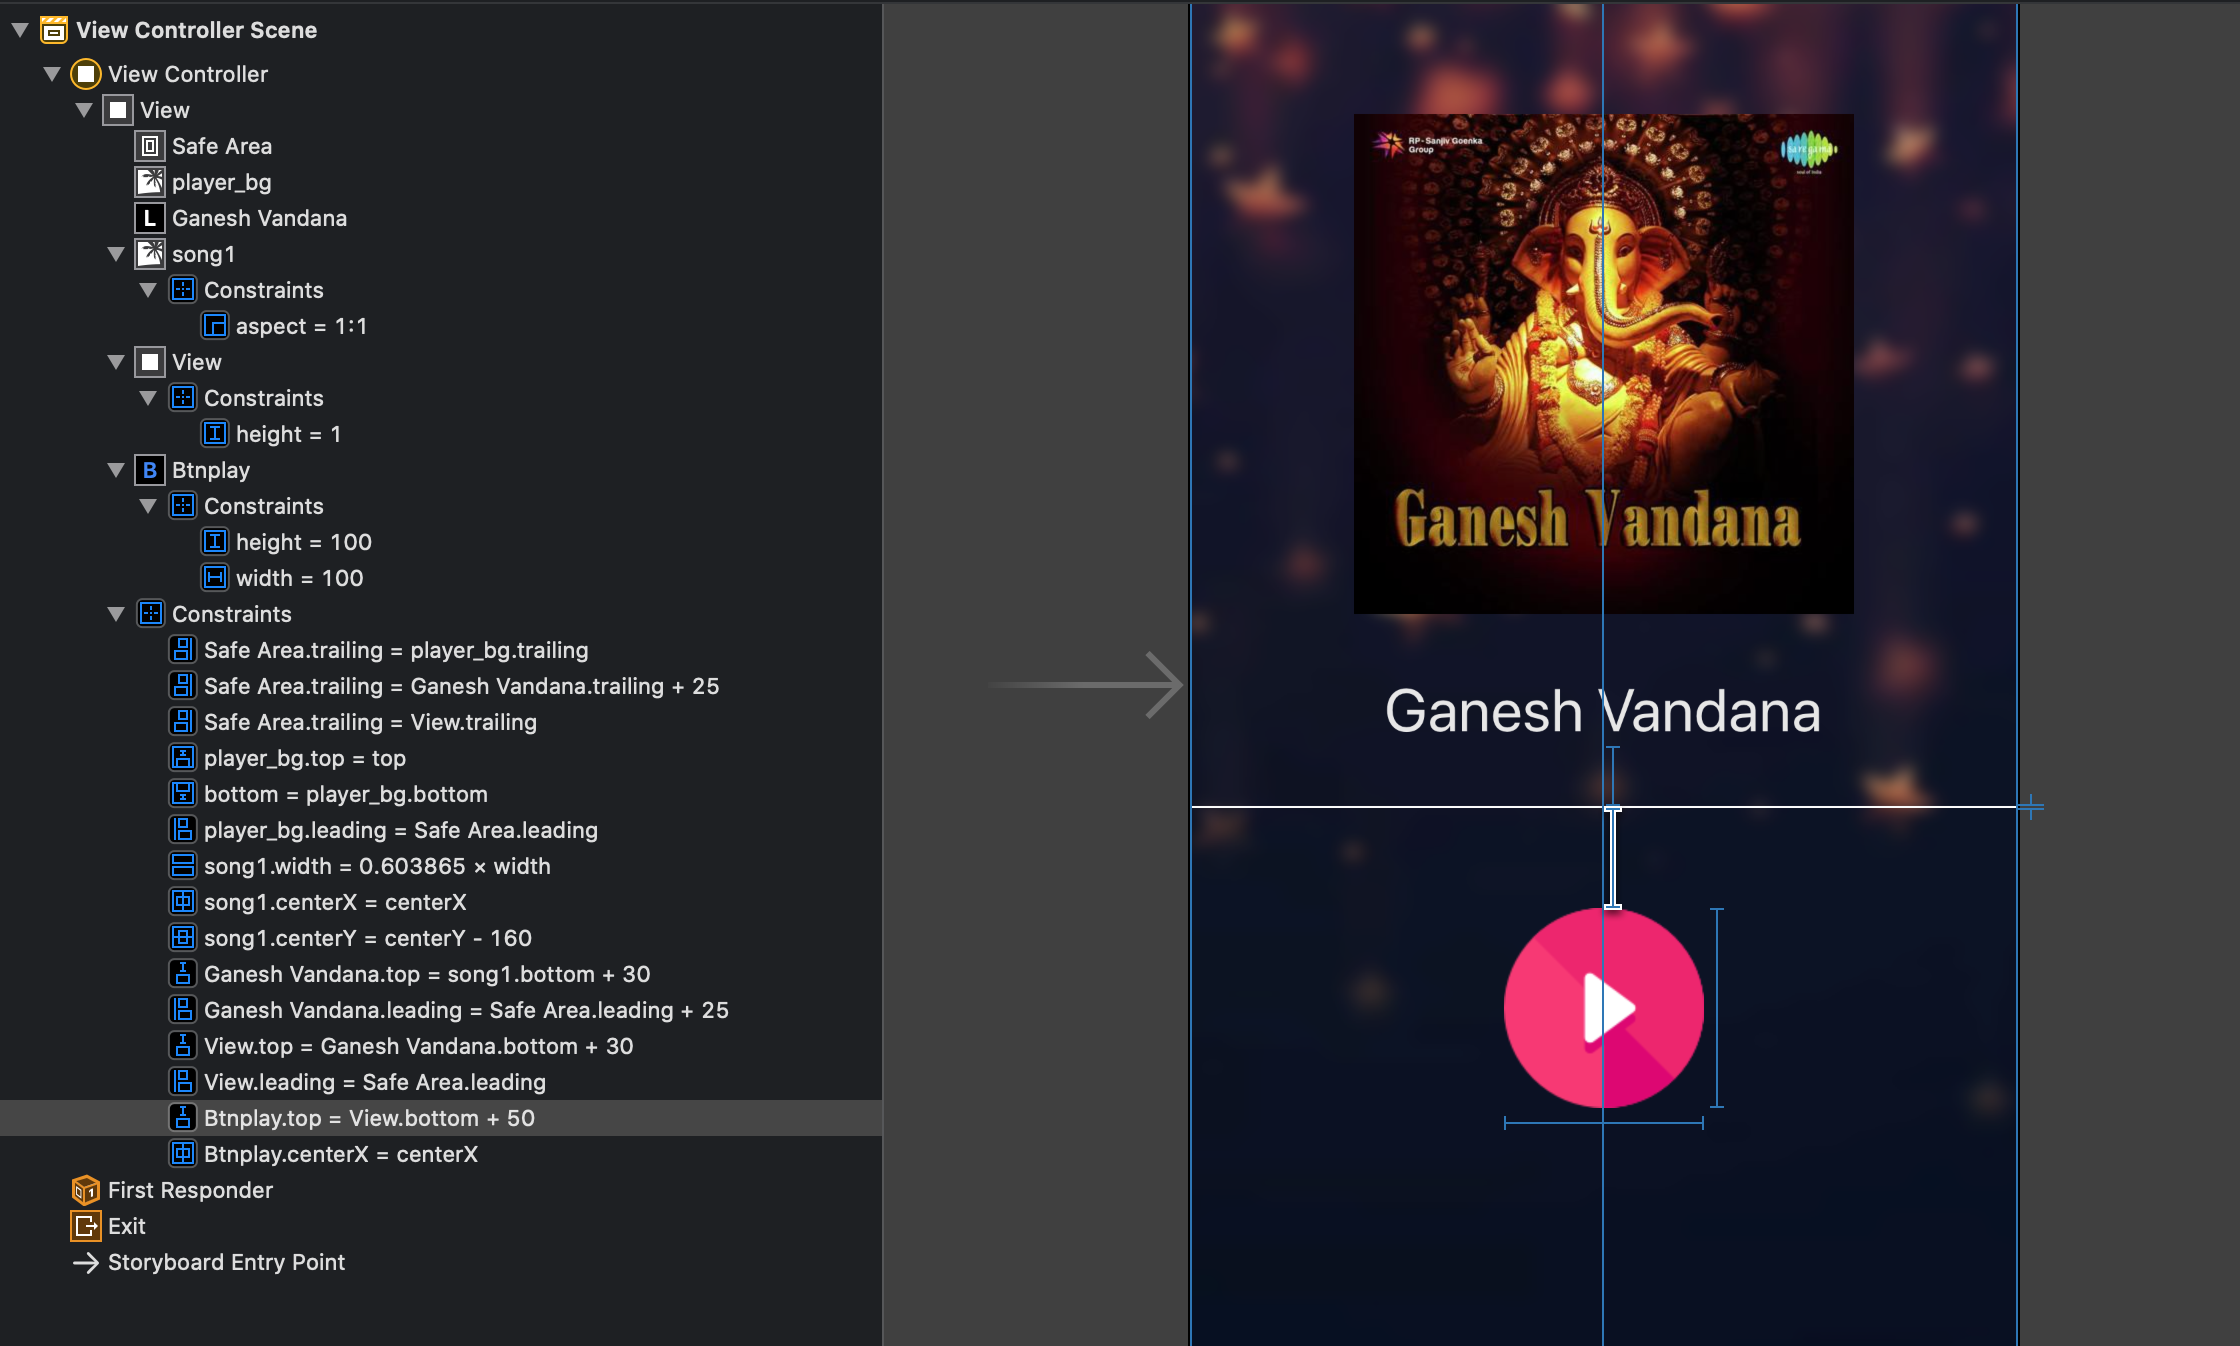 View Controller Scene
View Controller
View
Safe Area
player_bg
L Ganesh Vandana
song1
Constraints
aspect = 1:1
View
Constraints
height = 1
B Btnplay
Constraints
height = 100
width = 100
Constraints
Safe Area.trailing = player_bg.trailing
Safe Area.trailing = Ganesh Vandana.trailing + 25
Safe Area.trailing = View.trailing
player_bg.top = top
bottom = player_bg.bottom
player_bg.leading = Safe Area.leading
song1.width = 0.603865 × width
song1.centerX = centerX
song1.centerY = centerY - 160
Ganesh Vandana.top = song1.bottom + 30
Ganesh Vandana.leading = Safe Area.leading + 25
View.top = Ganesh Vandana.bottom + 30
View.leading = Safe Area.leading
Btnplay.top = View.bottom + 50
Btnplay.centerX = centerX
First Responder
Exit
Storyboard Entry Point
RP-Sanjiv Goenka
Group
saregama
Ganesh Vandana
Ganesh Vandana